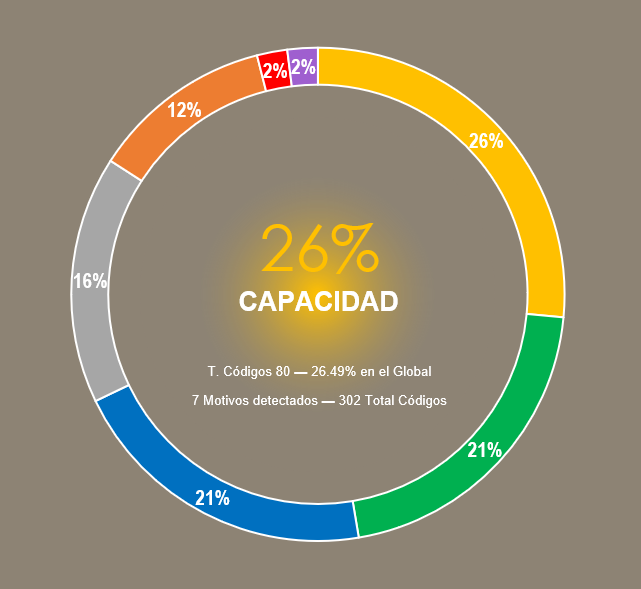 2%
2%
12%
26%
26%
CAPACIDAD
16%
T. Códigos 80 — 26.49% en el Global
7 Motivos detectados — 302 Total Códigos
21%
21%